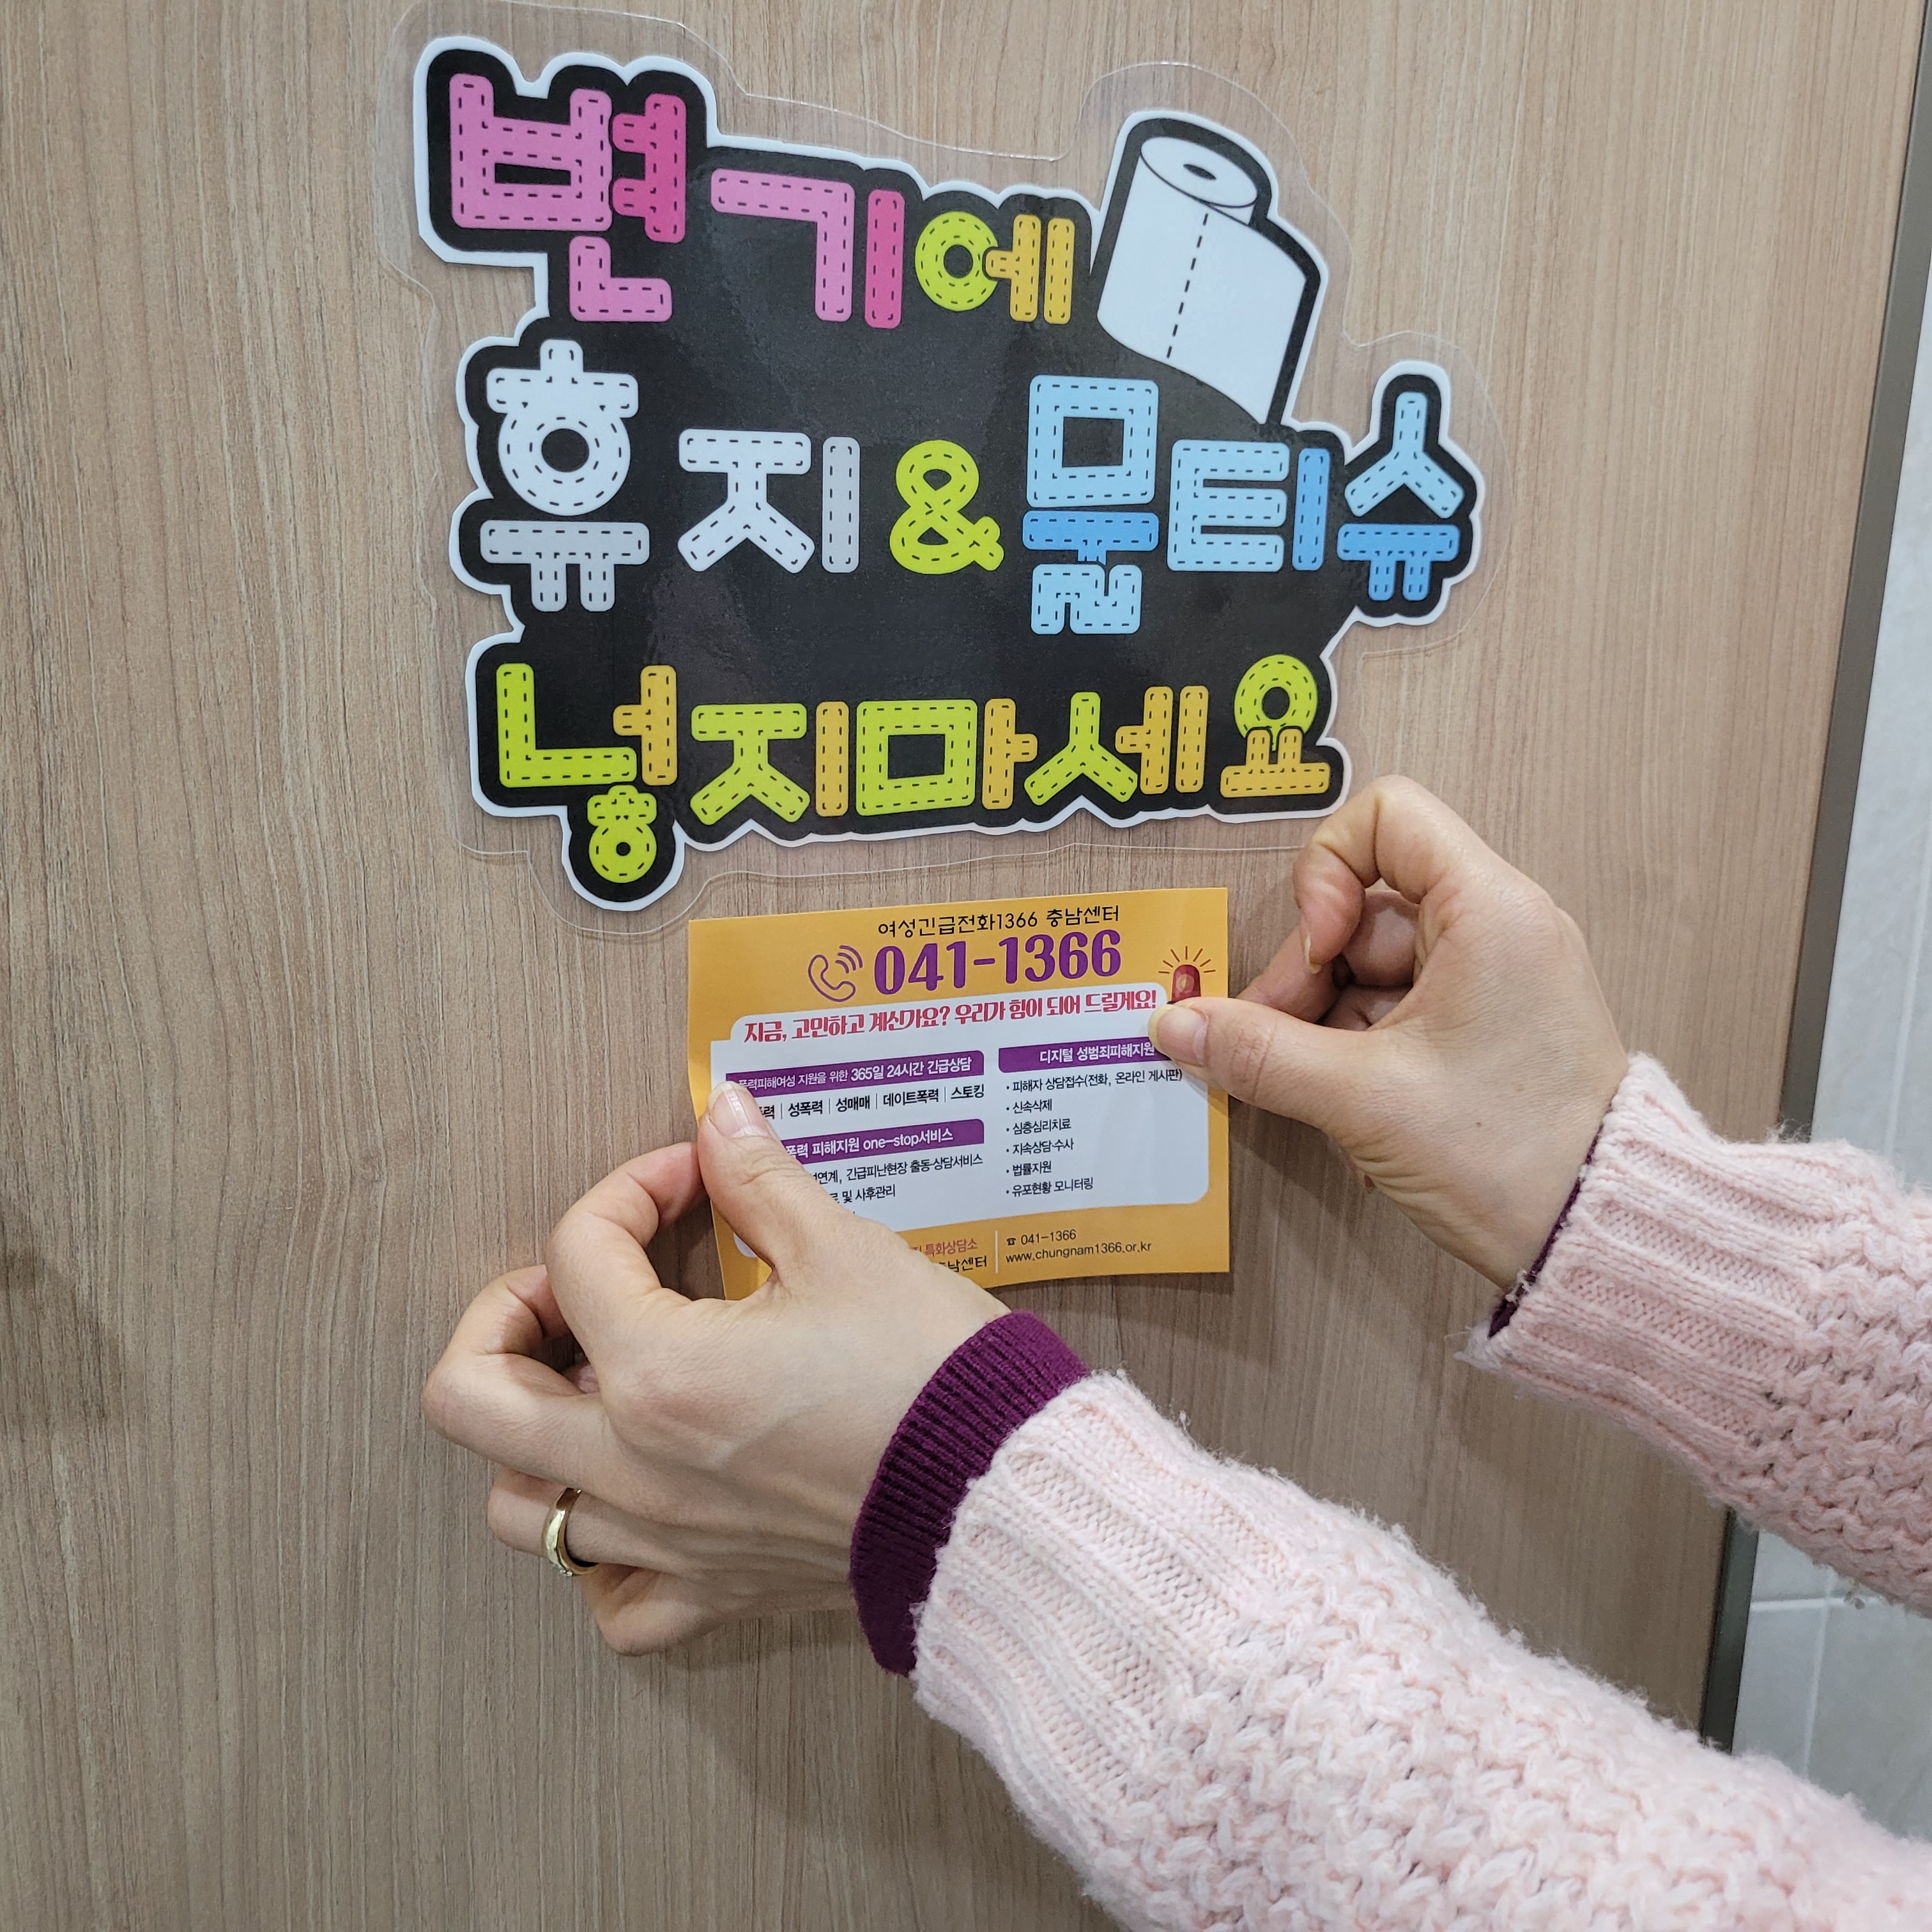 변기에
휴지 & 물티슈
넣지마세요
여성긴급전화1366 충남센터
041-1366
지금, 고민하고 계신가요? 우리가 힘이 되어 드릴게요!
폭력피해여성 지원을 위한 365일 24시간 긴급상담
성폭력 | 성매매 | 데이트폭력 | 스토킹
피해지원 one-stop서비스
긴급피난현장 출동·상담서비스
및 사후관리
디지털 성범죄피해지원
• 피해자 상담접수(전화, 온라인 게시판)
• 신속삭제
• 심층심리치료
• 지속상담·수사
• 법률지원
• 유포현황 모니터링
특화상담소
☎ 041-1366
www.chungnam1366.or.kr